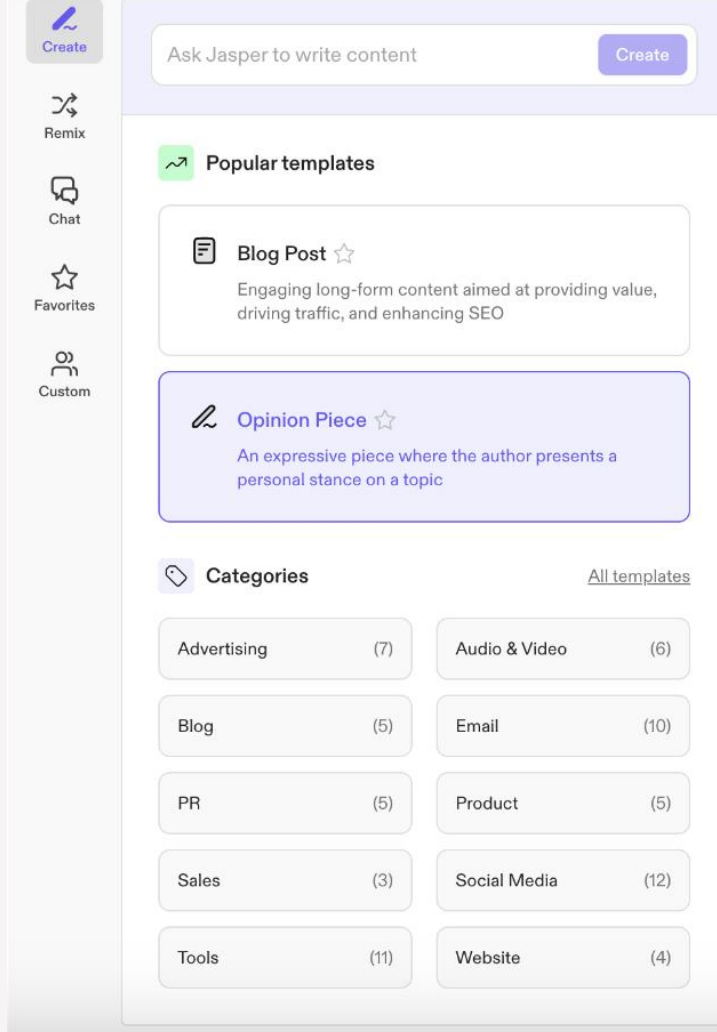 Create
Remix
Chat
Favorites
Custom
Ask Jasper to write content
Create
Popular templates
Blog Post
Engaging long-form content aimed at providing value,
driving traffic, and enhancing SEO
Opinion Piece
An expressive piece where the author presents a
personal stance on a topic
Categories
All templates
Advertising (7)
Audio & Video (6)
Blog (5)
Email (10)
PR (5)
Product (5)
Sales (3)
Social Media (12)
Tools (11)
Website (4)